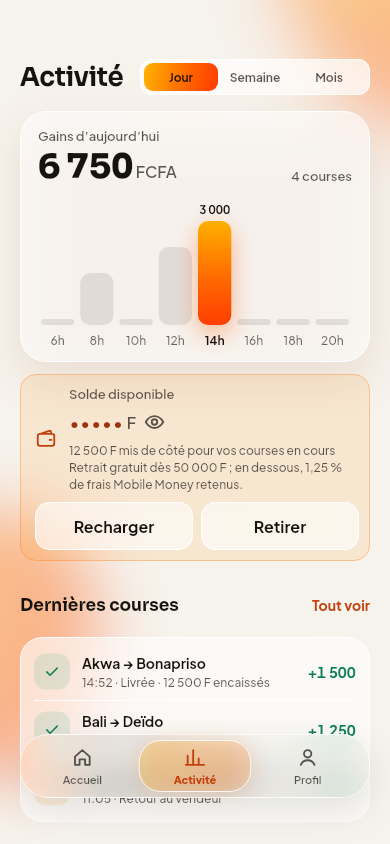 Activité
Jour Semaine Mois
Gains d’aujourd’hui
6 750 FCFA
4 courses
3 000
6h 8h 10h 12h 14h 16h 18h 20h
Solde disponible
••••• F
12 500 F mis de côté pour vos courses en cours
Retrait gratuit dès 50 000 F ; en dessous, 1,25 %
de frais Mobile Money retenus.
Recharger Retirer
Dernières courses Tout voir
Akwa → Bonapriso
14:52 · Livrée · 12 500 F encaissés
+1 500
Bali → Deïdo
+1 250
11:05 · Retour au vendeur
Accueil Activité Profil